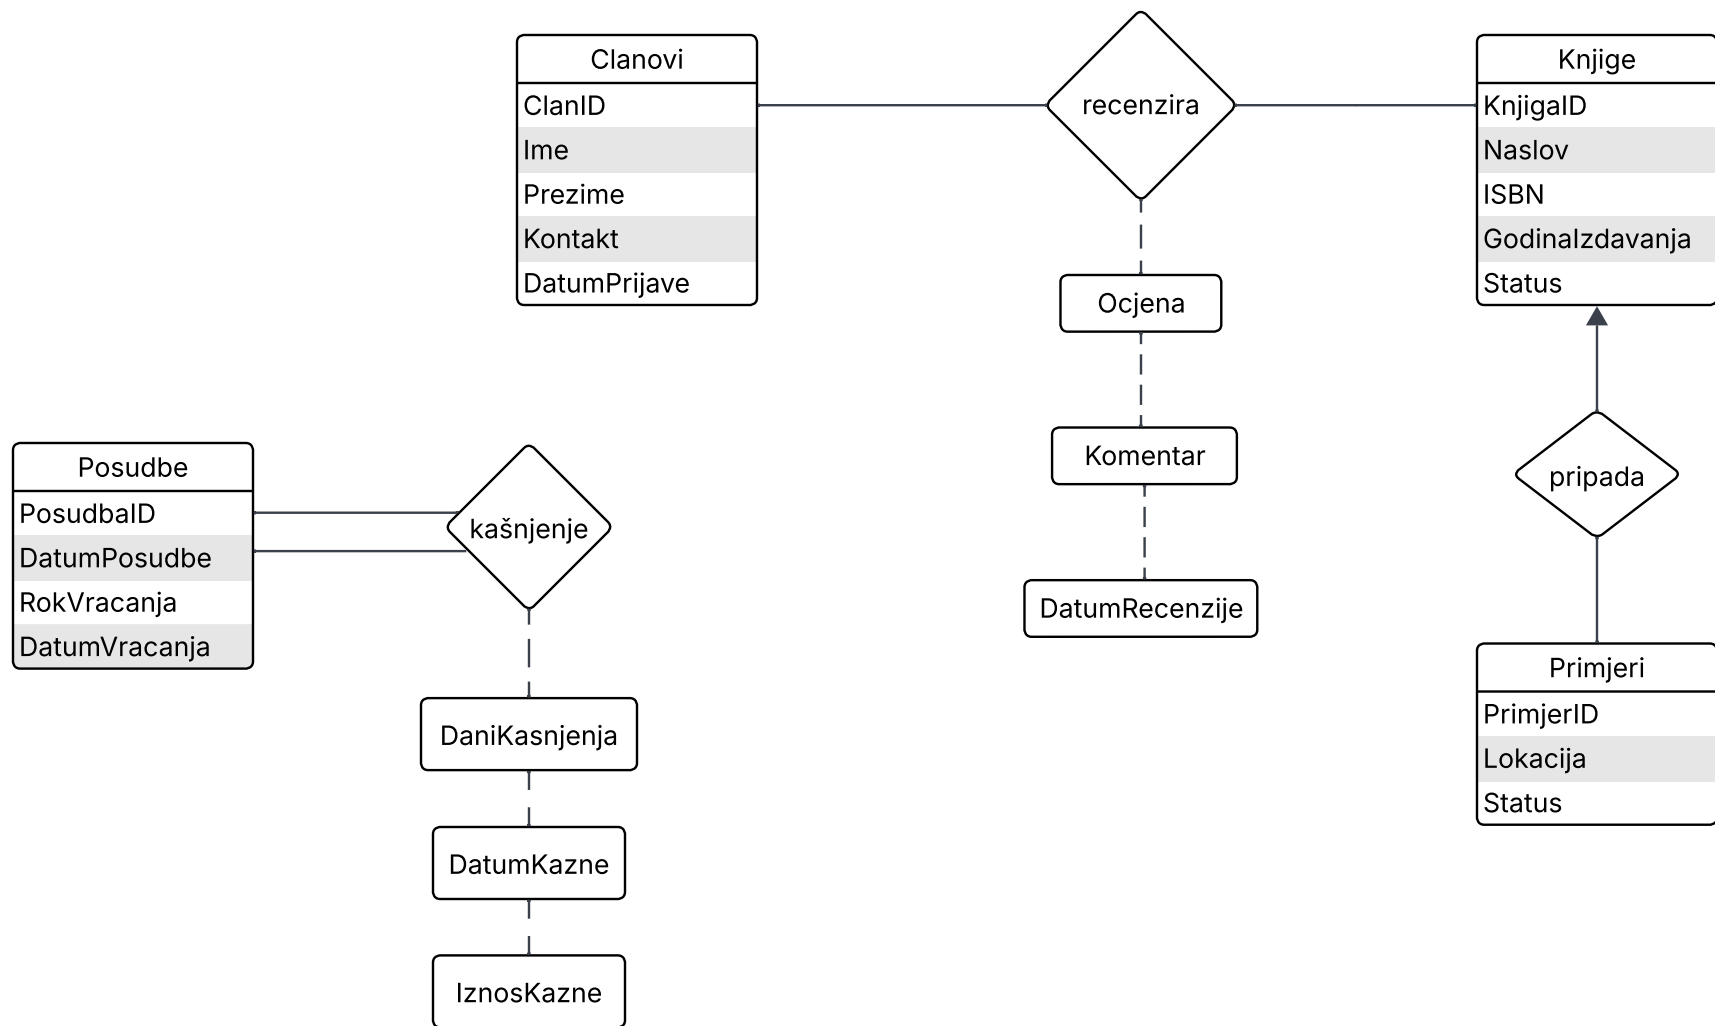 Clanovi
ClanID
Ime
Prezime
Kontakt
DatumPrijave
recenzira
Ocjena
Komentar
DatumRecenzije
Knjige
KnjigaID
Naslov
ISBN
GodinaIzdavanja
Status
pripada
Primjeri
PrimjerID
Lokacija
Status
Posudbe
PosudbaID
DatumPosudbe
RokVracanja
DatumVracanja
kašnjenje
DaniKasnjenja
DatumKazne
IznosKazne